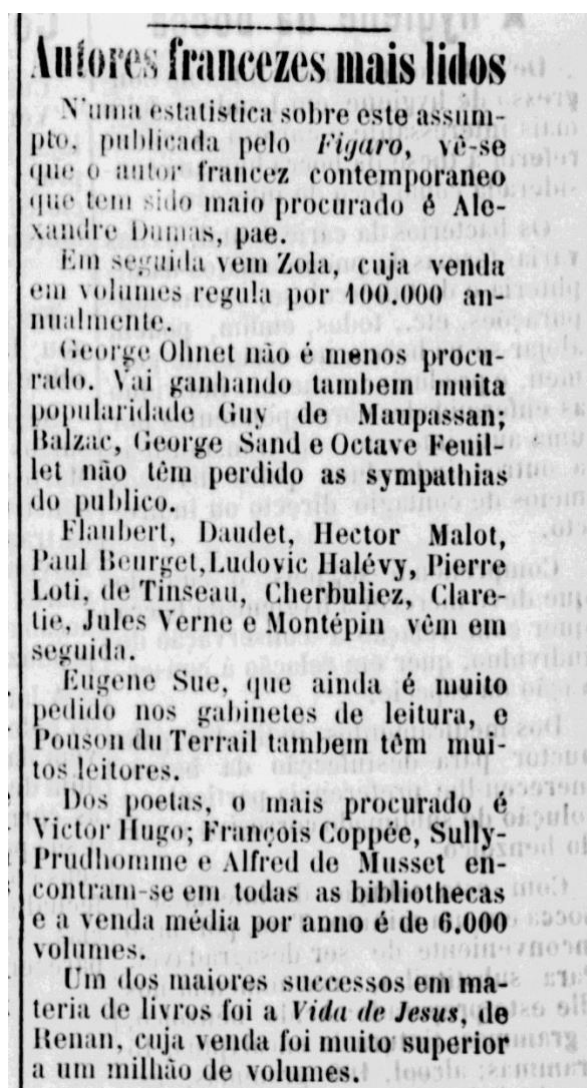 Autores francezes mais lidos
N'uma estatistica sobre este assum-
pto, publicada pelo Figaro, vê-se
que o autor francez contemporaneo
que tem sido maio procurado é Ale-
xandre Dumas, pae.
Em seguida vem Zola, cuja venda
em volumes regula por 100.000 an-
nualmente.
George Ohnet não é menos procu-
rado. Vai ganhando tambem muita
popularidade Guy de Maupassan;
Balzac, George Sand e Octave Feuil-
let não têm perdido as sympathias
do publico.
Flaubert, Daudet, Hector Malot,
Paul Beurget, Ludovic Halévy, Pierre
Loti, de Tinseau, Cherbuliez, Clare-
tie, Jules Verne e Montépin vêm em
seguida.
Eugene Sue, que ainda é muito
pedido nos gabinetes de leitura, e
Pouson du Terrail tambem têm mui-
tos leitores.
Dos poetas, o mais procurado é
Victor Hugo; François Coppée, Sully-
Prudhomme e Alfred de Musset en-
contram-se em todas as bibliothecas
e a venda média por anno é de 6.000
volumes.
Um dos maiores successos em ma-
teria de livros foi a Vida de Jesus, de
Renan, cuja venda foi muito superior
a um milhão de volumes.